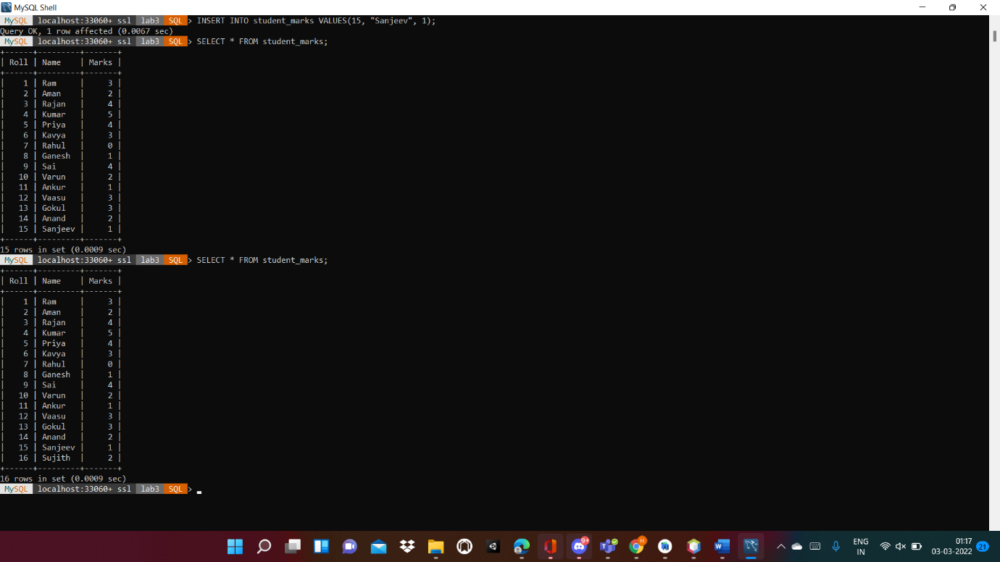 MySQL Shell
MySQL localhost:33060+ ssl lab3 SQL > INSERT INTO student_marks VALUES(15, "Sanjeev", 1);
Query OK, 1 row affected (0.0067 sec)
MySQL localhost:33060+ ssl lab3 SQL > SELECT * FROM student_marks;
+------+---------+-------+
| Roll | Name    | Marks |
+------+---------+-------+
|    1 | Ram     |     3 |
|    2 | Aman    |     2 |
|    3 | Rajan   |     4 |
|    4 | Kumar   |     5 |
|    5 | Priya   |     4 |
|    6 | Kavya   |     3 |
|    7 | Rahul   |     0 |
|    8 | Ganesh  |     1 |
|    9 | Sai     |     4 |
|   10 | Varun   |     2 |
|   11 | Ankur   |     1 |
|   12 | Vaasu   |     3 |
|   13 | Gokul   |     3 |
|   14 | Anand   |     2 |
|   15 | Sanjeev |     1 |
+------+---------+-------+
15 rows in set (0.0009 sec)
MySQL localhost:33060+ ssl lab3 SQL > SELECT * FROM student_marks;
+------+---------+-------+
| Roll | Name    | Marks |
+------+---------+-------+
|    1 | Ram     |     3 |
|    2 | Aman    |     2 |
|    3 | Rajan   |     4 |
|    4 | Kumar   |     5 |
|    5 | Priya   |     4 |
|    6 | Kavya   |     3 |
|    7 | Rahul   |     0 |
|    8 | Ganesh  |     1 |
|    9 | Sai     |     4 |
|   10 | Varun   |     2 |
|   11 | Ankur   |     1 |
|   12 | Vaasu   |     3 |
|   13 | Gokul   |     3 |
|   14 | Anand   |     2 |
|   15 | Sanjeev |     1 |
|   16 | Sujith  |     2 |
+------+---------+-------+
16 rows in set (0.0009 sec)
MySQL localhost:33060+ ssl lab3 SQL >
9+
H
ENG
IN
01:17
03-03-2022
21